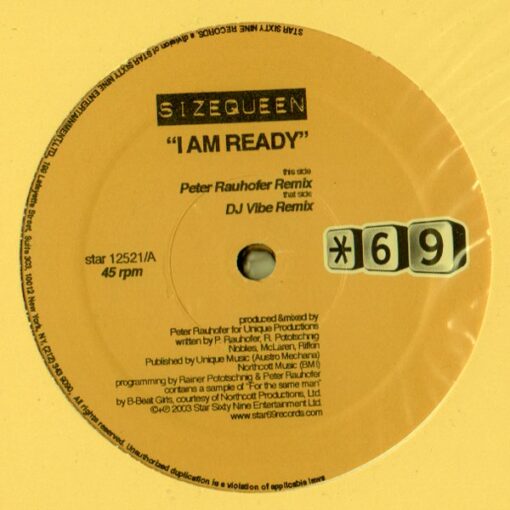 STAR SIXTY NINE ENTERTAINMENT LTD., 180 Lafayette Street, Suite 303, 10012 New York, NY,
STAR SIXTY NINE RECORDS, a division of
SIZEQUEEN
“I AM READY”
this side
Peter Rauhofer Remix
that side
DJ Vibe Remix
star 12521/A
45 rpm
*69
produced &mixed by
Peter Rauhofer for Unique Productions
written by P. Rauhofer, R. Pototschnig
Nobles, McLaren, Riffon
Published by Unique Music (Austro Mechana)
Northcott Music (BMI)
programming by Rainer Pototschnig & Peter Rauhofer
contains a sample of "For the same man"
by B-Beat Girls, courtesy of Northcott Productions, Ltd.
©+℗ 2003 Star Sixty Nine Entertainment Ltd.
www.star69records.com
All rights reserved. Unauthorized duplication is a violation of applicable laws